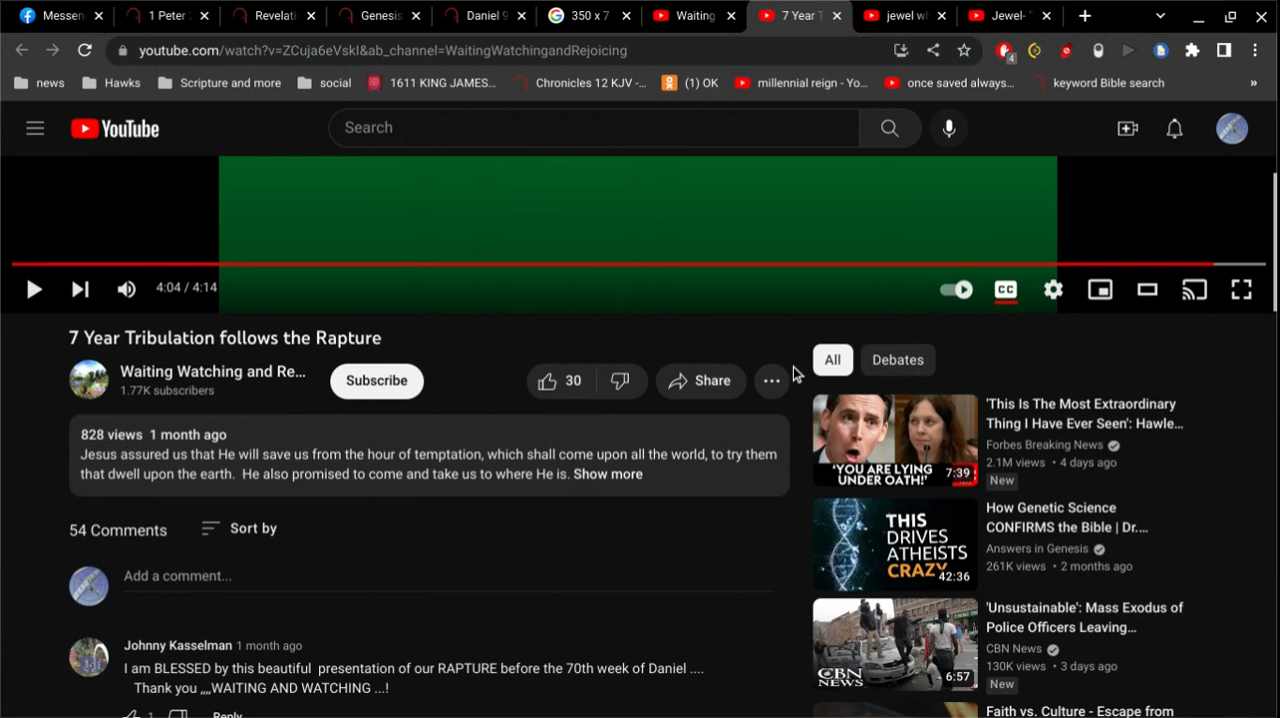 Messen
1 Peter
Revelati
Genesis
Daniel 9
350 x 7
Waiting
7 Year T
jewel wh
Jewel-
youtube.com/watch?v=ZCuja6eVskI&ab_channel=WaitingWatchingandRejoicing
4
news
Hawks
Scripture and more
social
1611 KING JAMES...
Chronicles 12 KJV -...
(1) OK
millennial reign - Yo...
once saved always...
keyword Bible search
»
YouTube
Search
4:04 / 4:14
CC
7 Year Tribulation follows the Rapture
Waiting Watching and Re...
1.77K subscribers
Subscribe
30
Share
All
Debates
828 views 1 month ago
Jesus assured us that He will save us from the hour of temptation, which shall come upon all the world, to try them
that dwell upon the earth. He also promised to come and take us to where He is. Show more
54 Comments
Sort by
Add a comment...
Johnny Kasselman 1 month ago
I am BLESSED by this beautiful presentation of our RAPTURE before the 70th week of Daniel ....
Thank you ,,,,WAITING AND WATCHING ...!
1
Reply
'YOU ARE LYING
UNDER OATH!'
7:39
'This Is The Most Extraordinary
Thing I Have Ever Seen': Hawle...
Forbes Breaking News
2.1M views • 4 days ago
New
THIS
DRIVES
ATHEISTS
CRAZY
42:36
How Genetic Science
CONFIRMS the Bible | Dr....
Answers in Genesis
261K views • 2 months ago
CBN
NEWS
6:57
'Unsustainable': Mass Exodus of
Police Officers Leaving...
CBN News
130K views • 3 days ago
New
Faith vs. Culture - Escape from